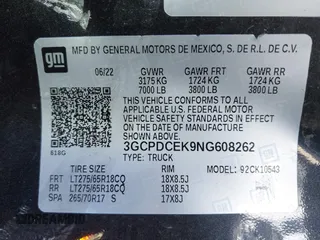 MFD BY GENERAL MOTORS DE MEXICO, S. DE R.L. DE C.V.
gm
06/22 GVWR GAWR FRT GAWR RR
3175 KG 1724 KG 1724 KG
7000 LB 3800 LB 3800 LB
THIS VEHICLE CONFORMS TO ALL
APPLICABLE U.S. FEDERAL MOTOR
VEHICLE SAFETY STANDARDS IN EFFECT
ON THE DATE OF MANUFACTURE
SHOWN ABOVE.
3GCPDCEK9NG608262
818G TYPE: TRUCK 92CK10543
TIRE SIZE RIM
FRT LT275/65R18CQ 18X8.5J
RR LT275/65R18CQ 18X8.5J
SPA 265/70R17 S 17X8J